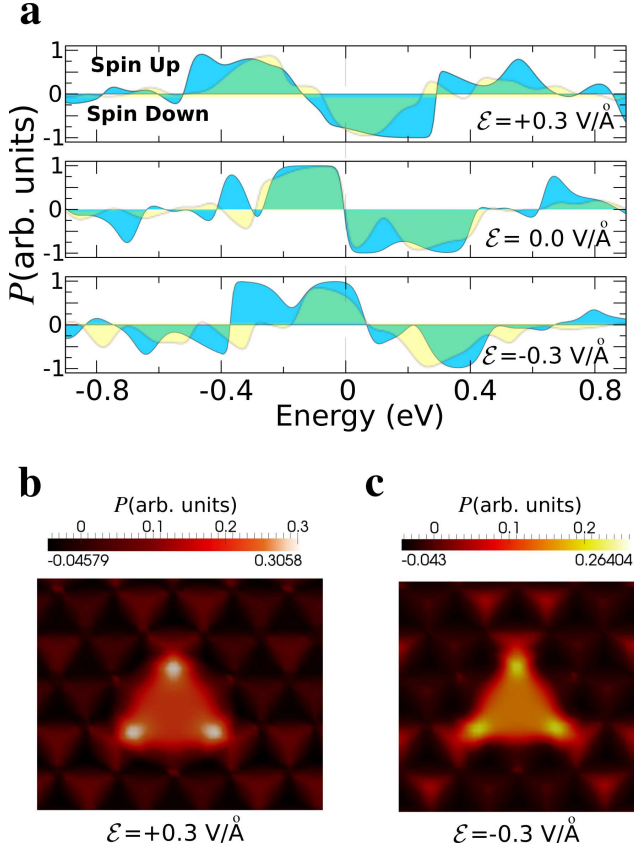 a
P(arb. units)
1
0
-1
Spin Up
Spin Down
ℰ=+0.3 V/Å
1
0
-1
ℰ= 0.0 V/Å
1
0
-1
ℰ=-0.3 V/Å
-0.8 -0.4 0 0.4 0.8
Energy (eV)
b
P(arb. units)
0 0.1 0.2 0.3
-0.04579 0.3058
ℰ=+0.3 V/Å
c
P(arb. units)
0 0.1 0.2
-0.043 0.26404
ℰ=-0.3 V/Å